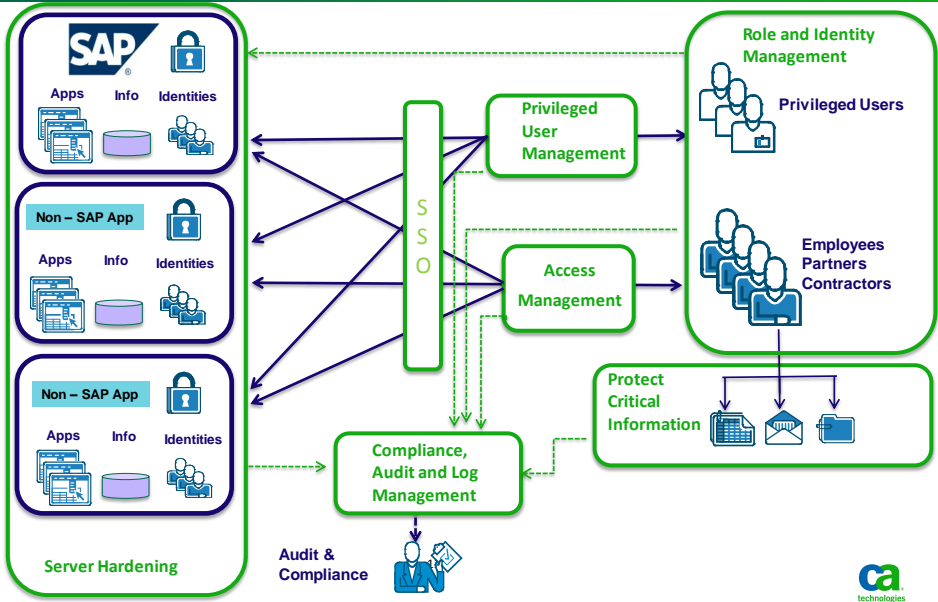 SAP
®
Apps
Info
Identities
Non – SAP App
Apps
Info
Identities
Non – SAP App
Apps
Info
Identities
Server Hardening
S
S
O
Privileged
User
Management
Access
Management
Role and Identity
Management
Privileged Users
Employees
Partners
Contractors
Protect
Critical
Information
Compliance,
Audit and Log
Management
Audit &
Compliance
ca
technologies